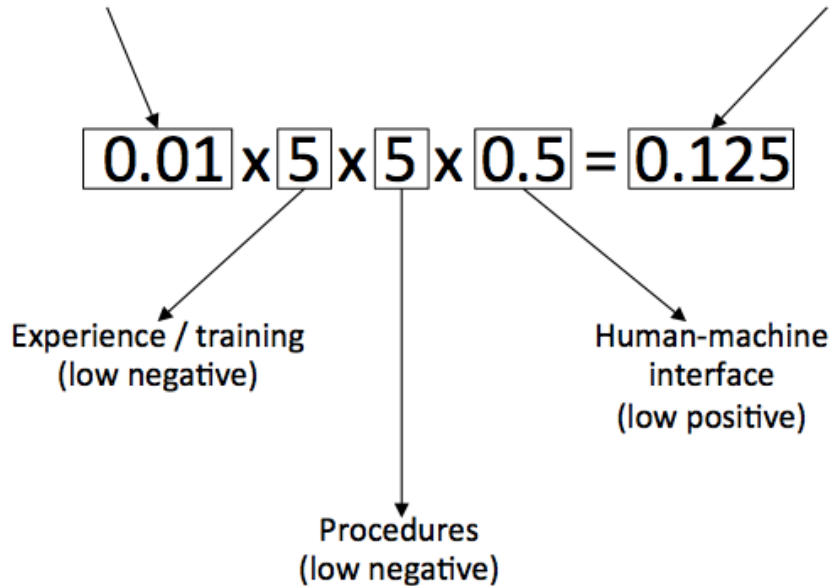 0.01 x 5 x 5 x 0.5 = 0.125
Experience / training
(low negative)
Human-machine
interface
(low positive)
Procedures
(low negative)